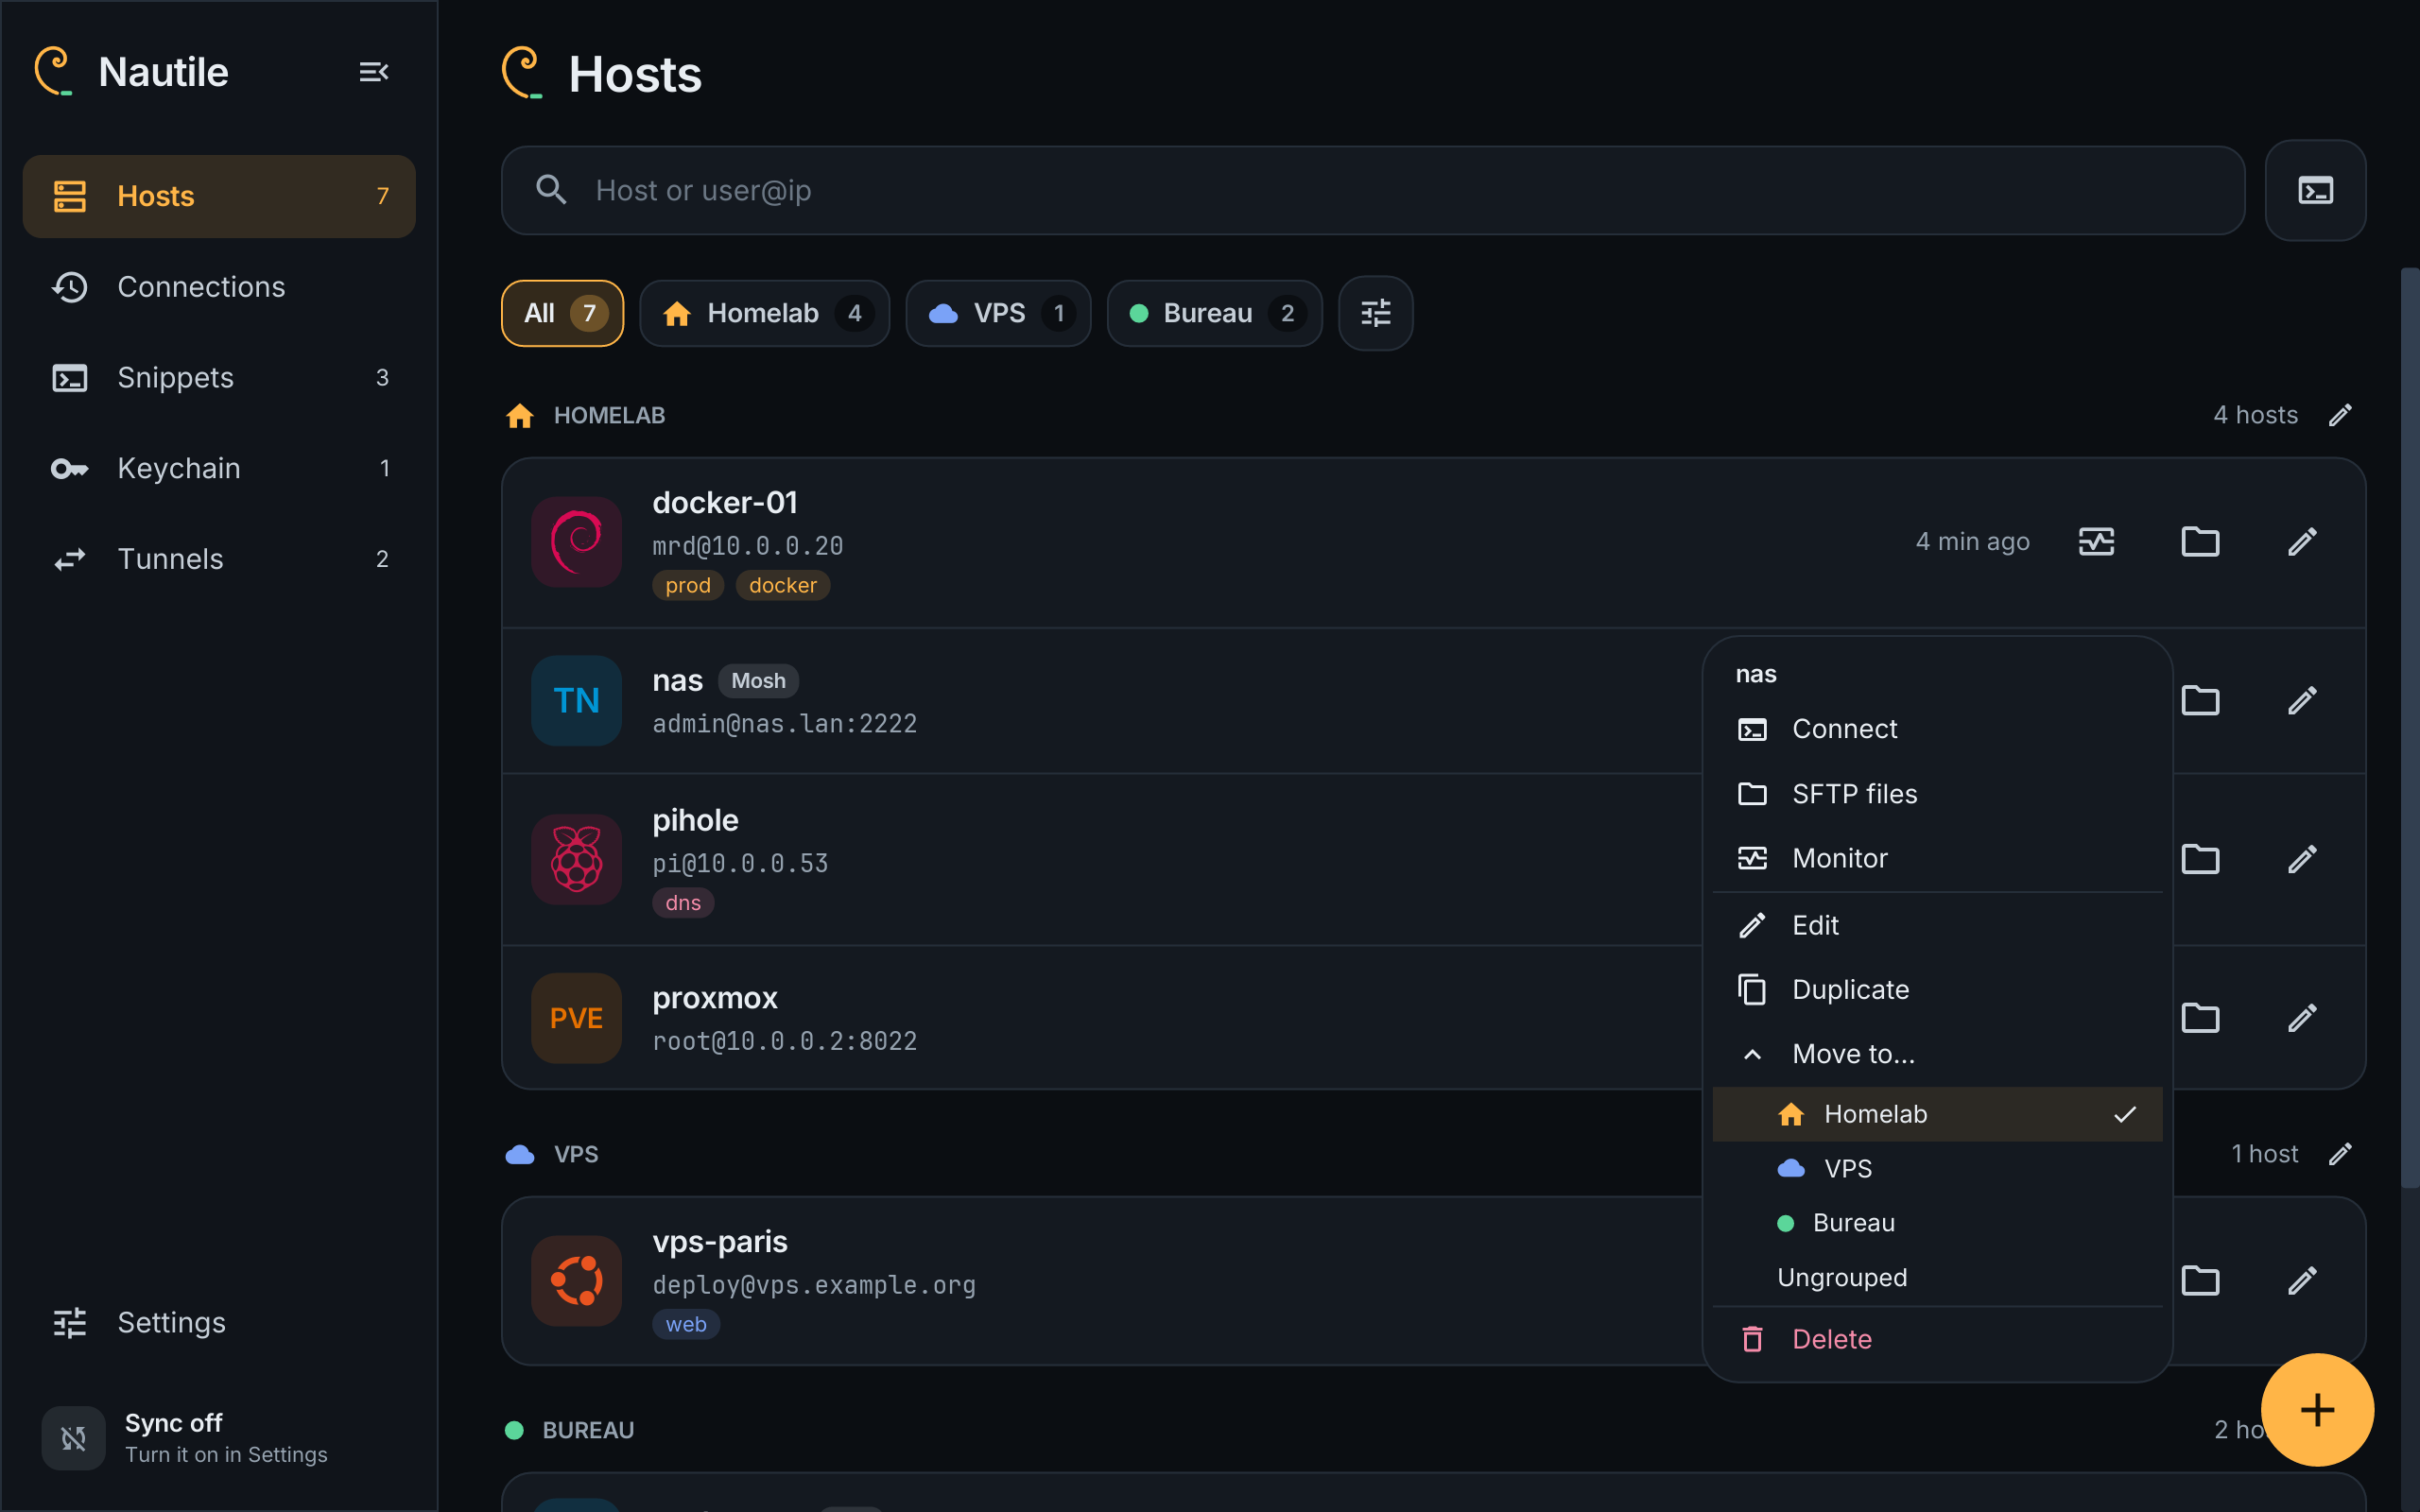 Nautile
Hosts 7
Connections
Snippets 3
Keychain 1
Tunnels 2
Settings
Sync off
Turn it on in Settings
Hosts
Host or user@ip
All 7 Homelab 4 VPS 1 Bureau 2
HOMELAB 4 hosts
docker-01
mrd@10.0.0.20
prod docker
4 min ago
TN
nas Mosh
admin@nas.lan:2222
pihole
pi@10.0.0.53
dns
PVE
proxmox
root@10.0.0.2:8022
VPS 1 host
vps-paris
deploy@vps.example.org
web
BUREAU 2
nas
Connect
SFTP files
Monitor
Edit
Duplicate
Move to...
Homelab
VPS
Bureau
Ungrouped
Delete